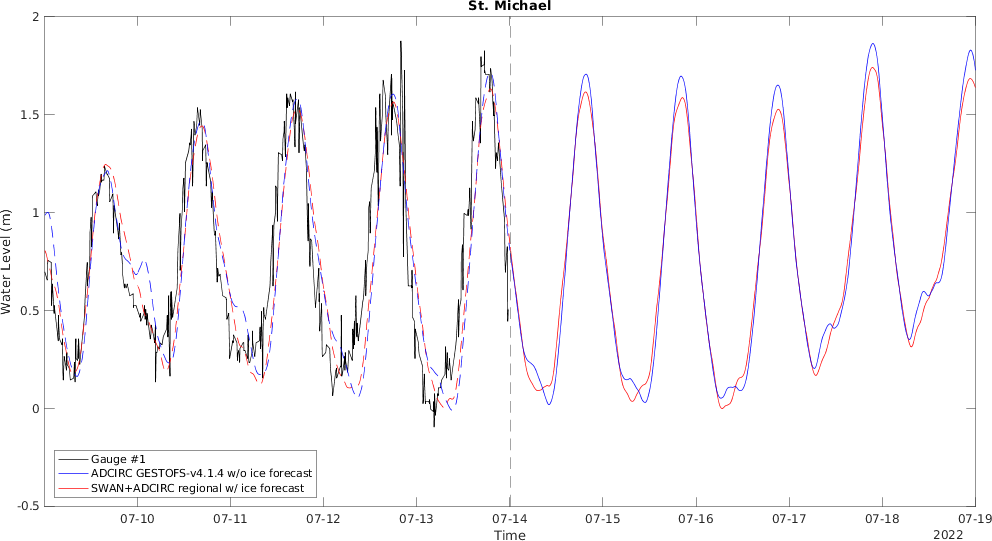 St. Michael
2
1.5
1
0.5
0
-0.5
Water Level (m)
Gauge #1
ADCIRC GESTOFS-v4.1.4 w/o ice forecast
SWAN+ADCIRC regional w/ ice forecast
07-10 07-11 07-12 07-13 07-14 07-15 07-16 07-17 07-18 07-19
Time
2022